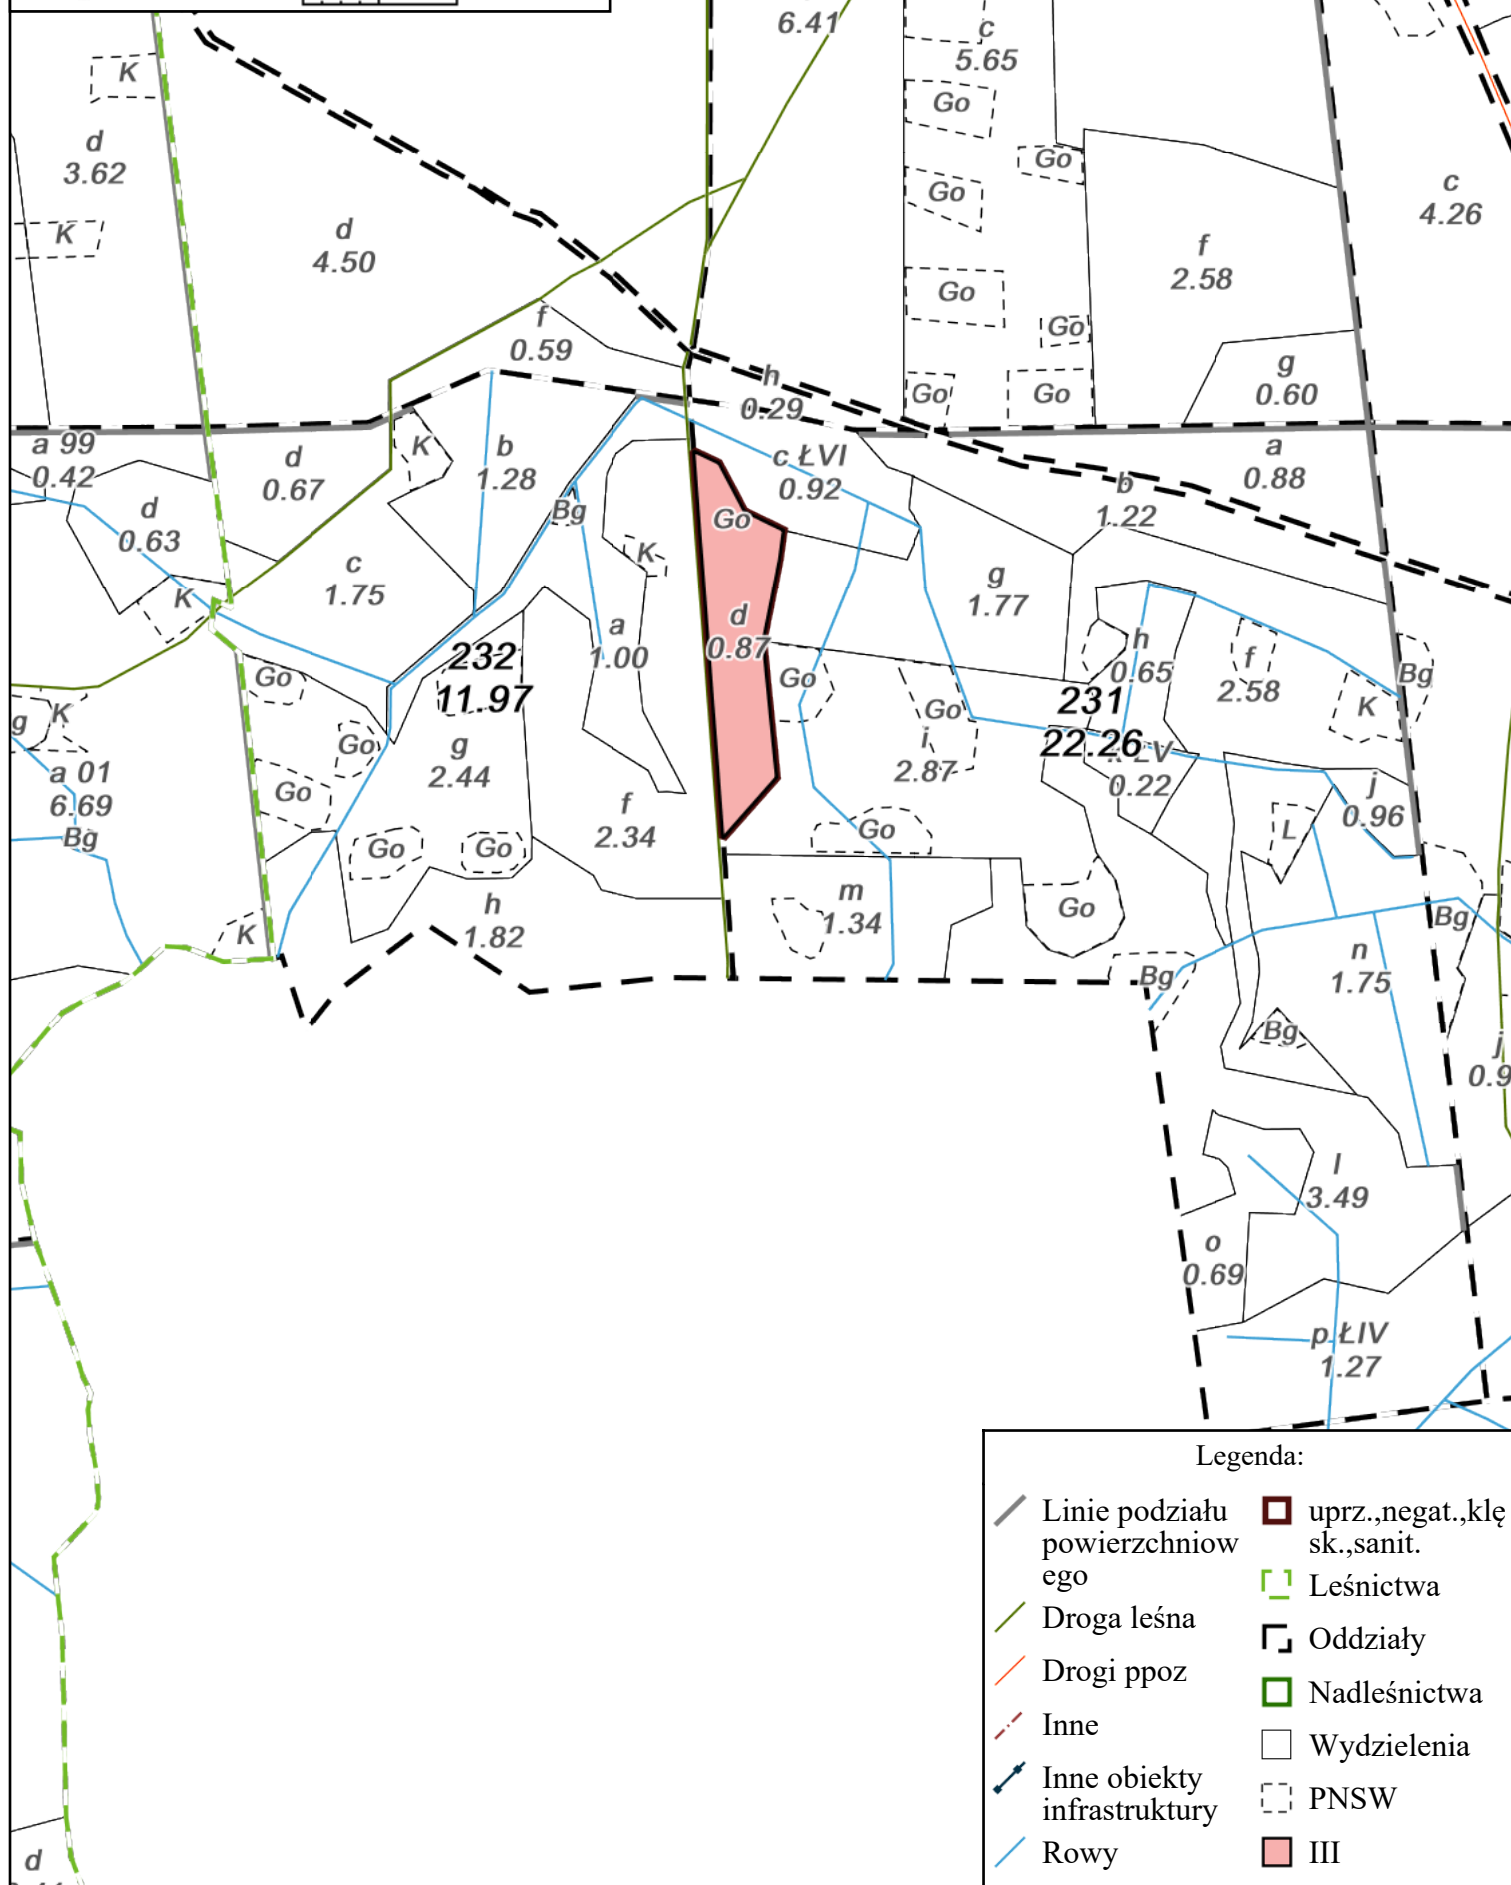 6.41
c
5.65
K
Go
d
3.62
Go
Go
c
4.26
K
d
4.50
f
2.58
Go
f
0.59
Go
g
0.60
h
0.29
Go
Go
a 99
0.42
d
0.67
K
b
1.28
c ŁVI
0.92
a
0.88
b
1.22
d
0.63
Bg
Go
K
c
1.75
g
1.77
K
a
1.00
d
0.87
h
0.65
f
2.58
232
11.97
231
22.26
Go
Go
Bg
K
g
K
Go
Go
i
2.87
V
0.22
g
2.44
a 01
6.69
Bg
Go
f
2.34
j
0.96
L
Go
Go
Go
h
1.82
m
1.34
Go
Bg
K
n
1.75
Bg
Bg
j
0.9
l
3.49
o
0.69
p ŁIV
1.27
d
Legenda:
Linie podziału
powierzchniow
ego
Droga leśna
Drogi ppoz
Inne
Inne obiekty
infrastruktury
Rowy
uprz.,negat.,klę
sk.,sanit.
Leśnictwa
Oddziały
Nadleśnictwa
Wydzielenia
PNSW
III